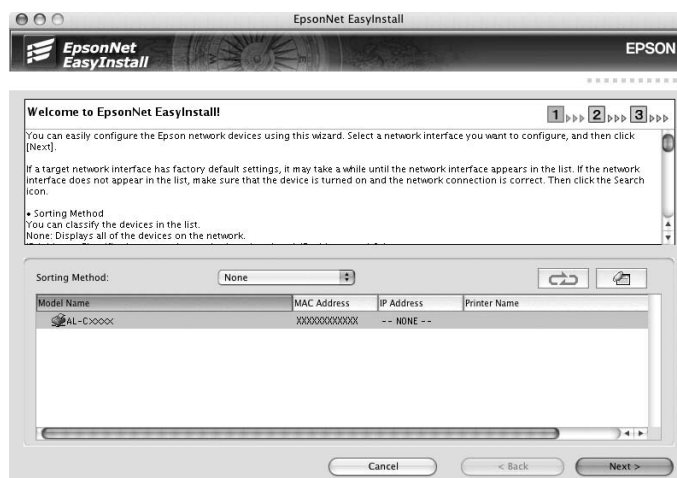 EpsonNet EasyInstall
EpsonNet
EasyInstall
EPSON
Welcome to EpsonNet EasyInstall!
1 2 3
You can easily configure the Epson network devices using this wizard. Select a network interface you want to configure, and then click
[Next].
If a target network interface has factory default settings, it may take a while until the network interface appears in the list. If the network
interface does not appear in the list, make sure that the device is turned on and the network connection is correct. Then click the Search
icon.
• Sorting Method
You can classify the devices in the list.
None: Displays all of the devices on the network.
Sorting Method: None
Model Name MAC Address IP Address Printer Name
AL-CXXXX XXXXXXXXXXXX -- NONE --
Cancel < Back Next >